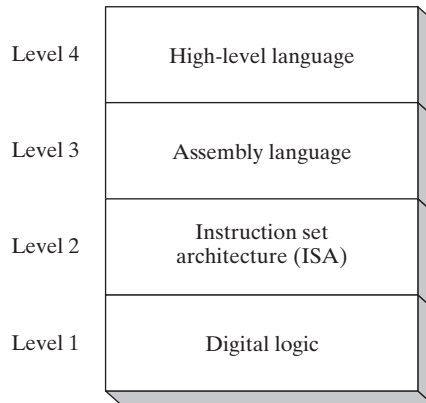 Level 4 High-level language
Level 3 Assembly language
Level 2 Instruction set
architecture (ISA)
Level 1 Digital logic